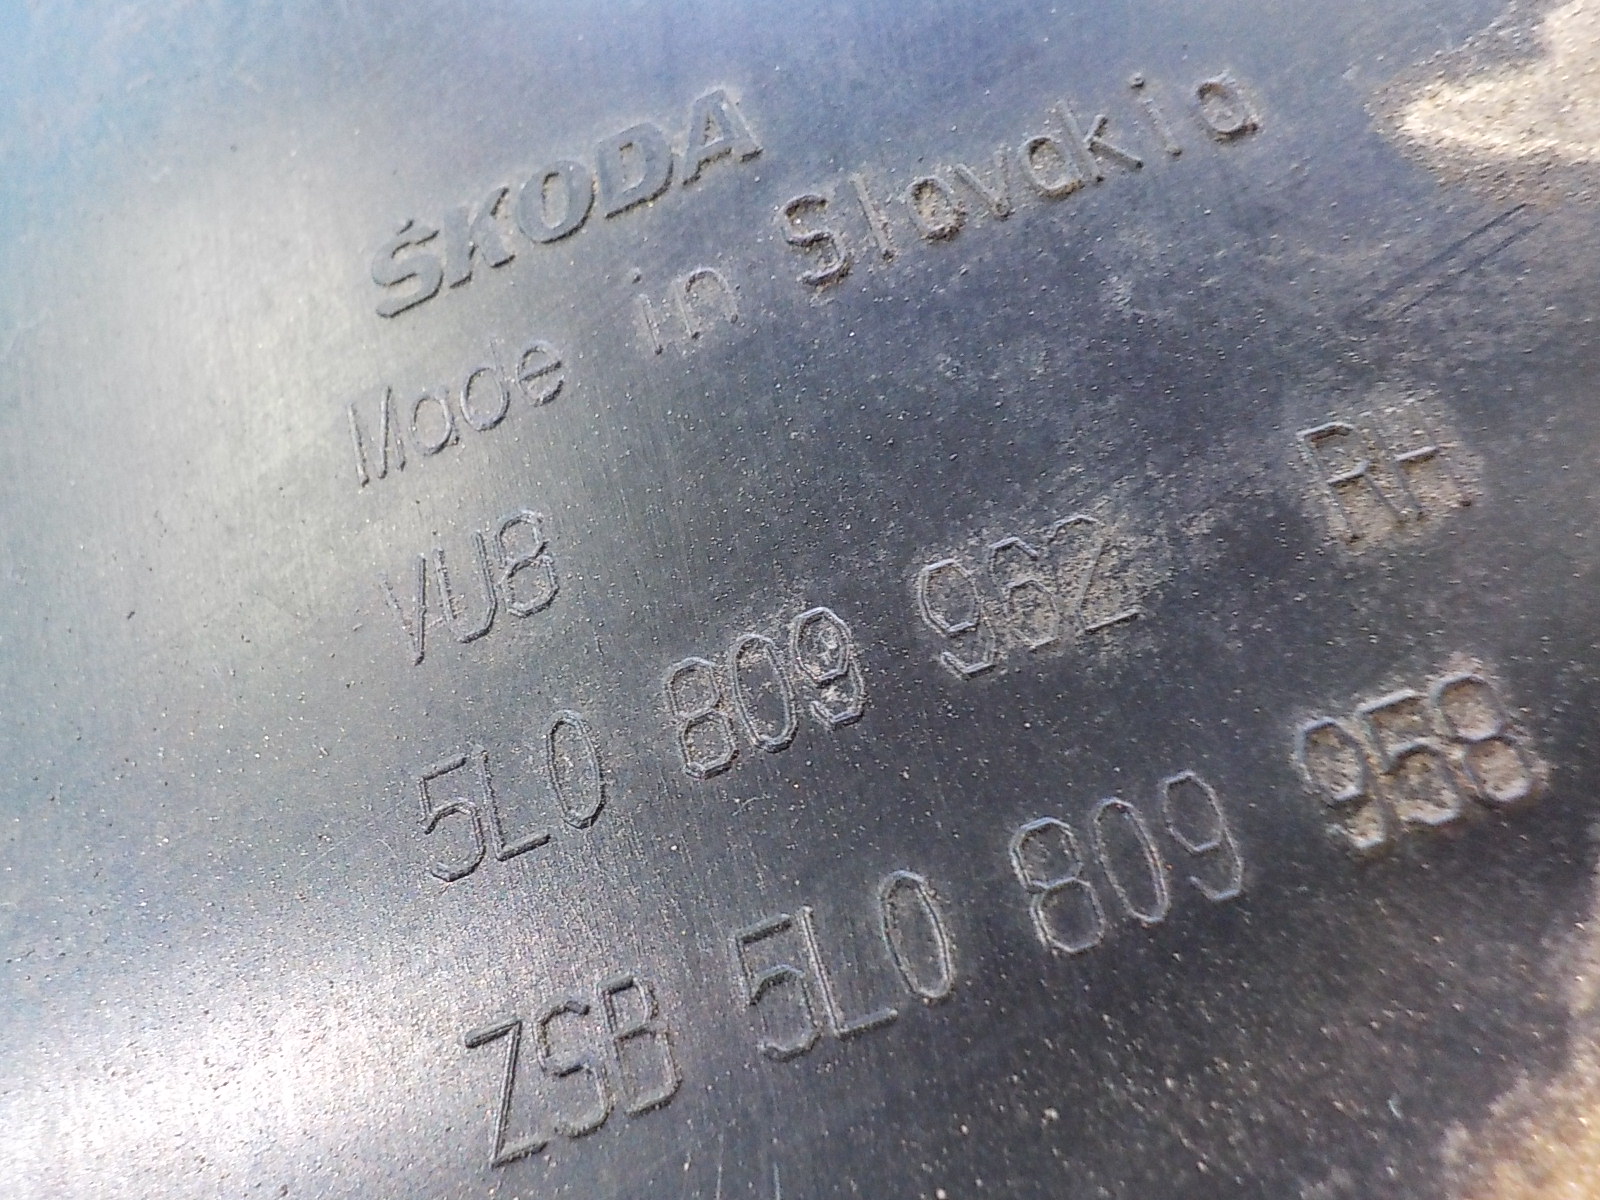 ŠKODA
Made in Slovakia
VU8
5L0 809 962 RH
ZSB 5L0 809 958